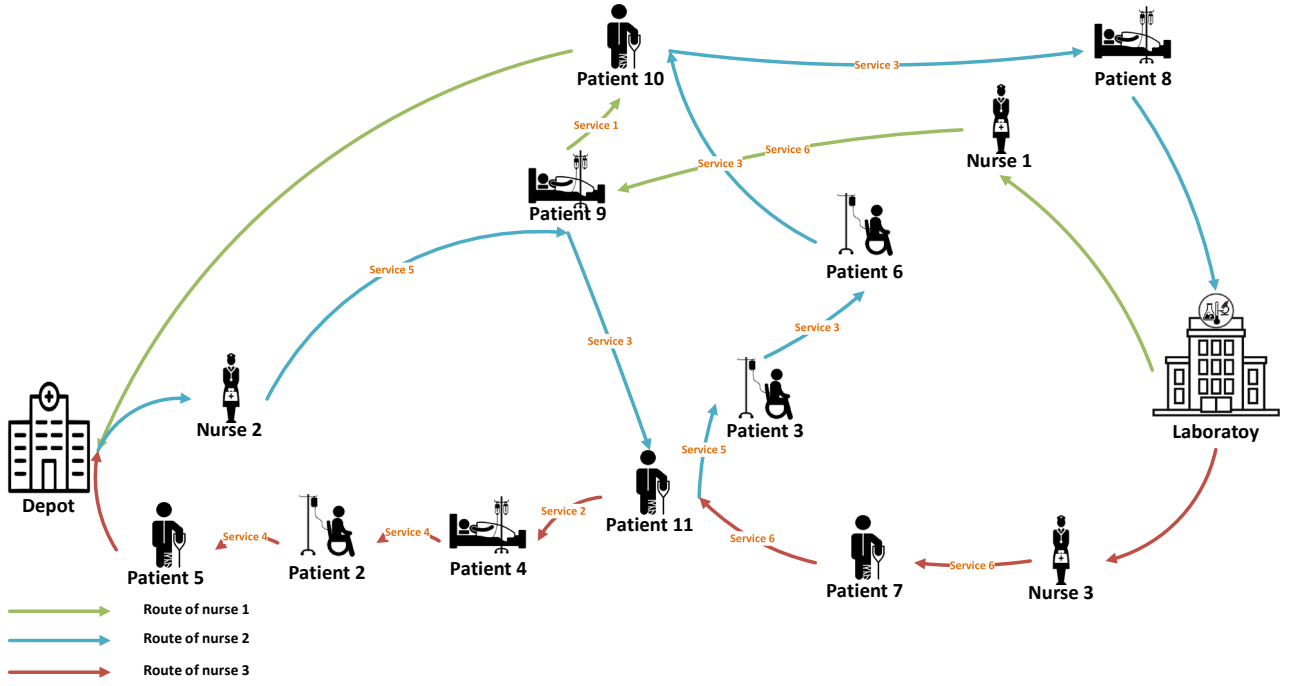 Patient 10
Service 3
Patient 8
Service 1
Service 6
Nurse 1
Service 3
Patient 9
Service 5
Patient 6
Service 3
Service 3
Nurse 2
Patient 3
Laboratoy
Service 5
Depot
Service 2
Patient 11
Service 4
Service 4
Service 6
Service 6
Patient 5
Patient 2
Patient 4
Patient 7
Nurse 3
Route of nurse 1
Route of nurse 2
Route of nurse 3